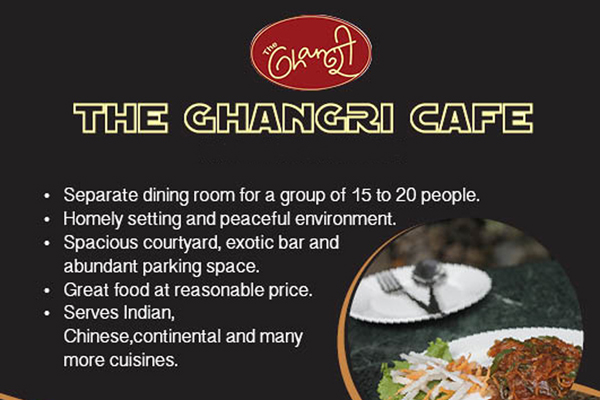 The
Ghangri
THE GHANGRI CAFE
• Separate dining room for a group of 15 to 20 people.
• Homely setting and peaceful environment.
• Spacious courtyard, exotic bar and
abundant parking space.
• Great food at reasonable price.
• Serves Indian,
Chinese,continental and many
more cuisines.